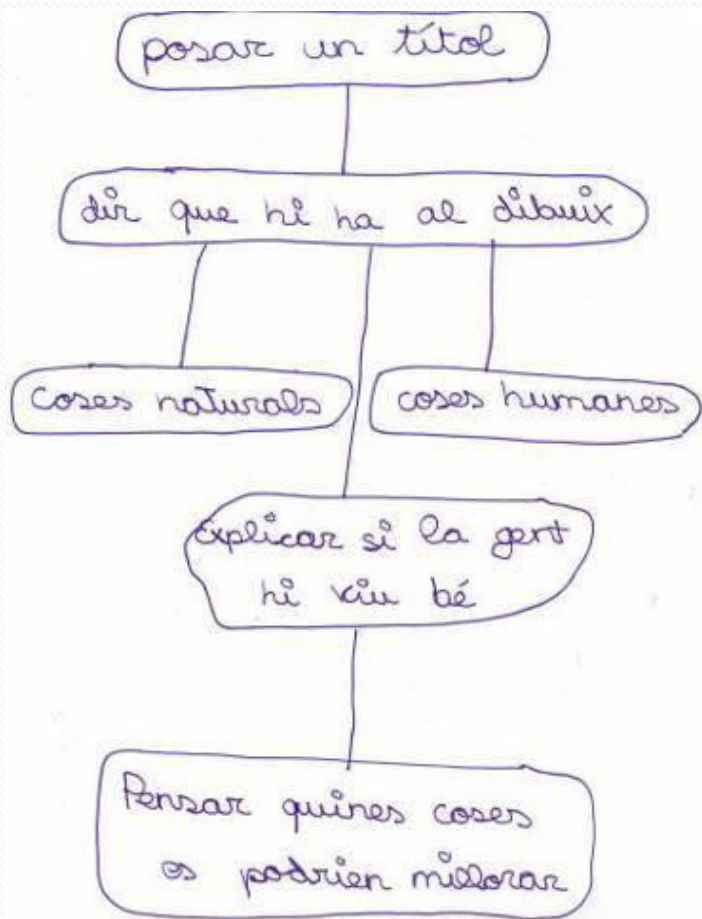 posar un títol
dir que hi ha al dibuix
coses naturals
coses humanes
Explicar si la gent
hi viu bé
Pensar quines coses
es podrien millorar